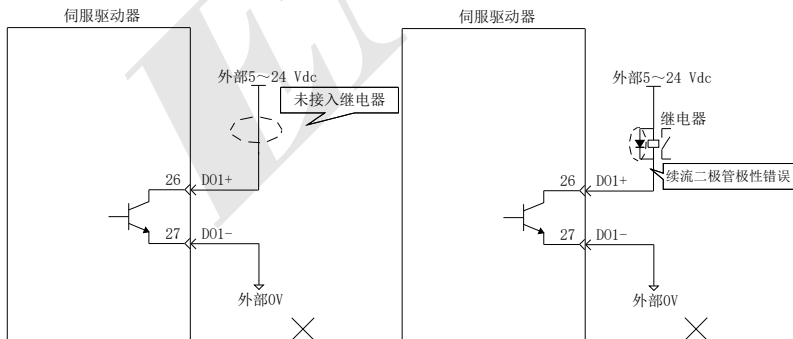 伺服驱动器
外部5～24 Vdc
未接入继电器
26
DO1+
27
DO1-
外部0V
伺服驱动器
外部5～24 Vdc
继电器
续流二极管极性错误
26
DO1+
27
DO1-
外部0V